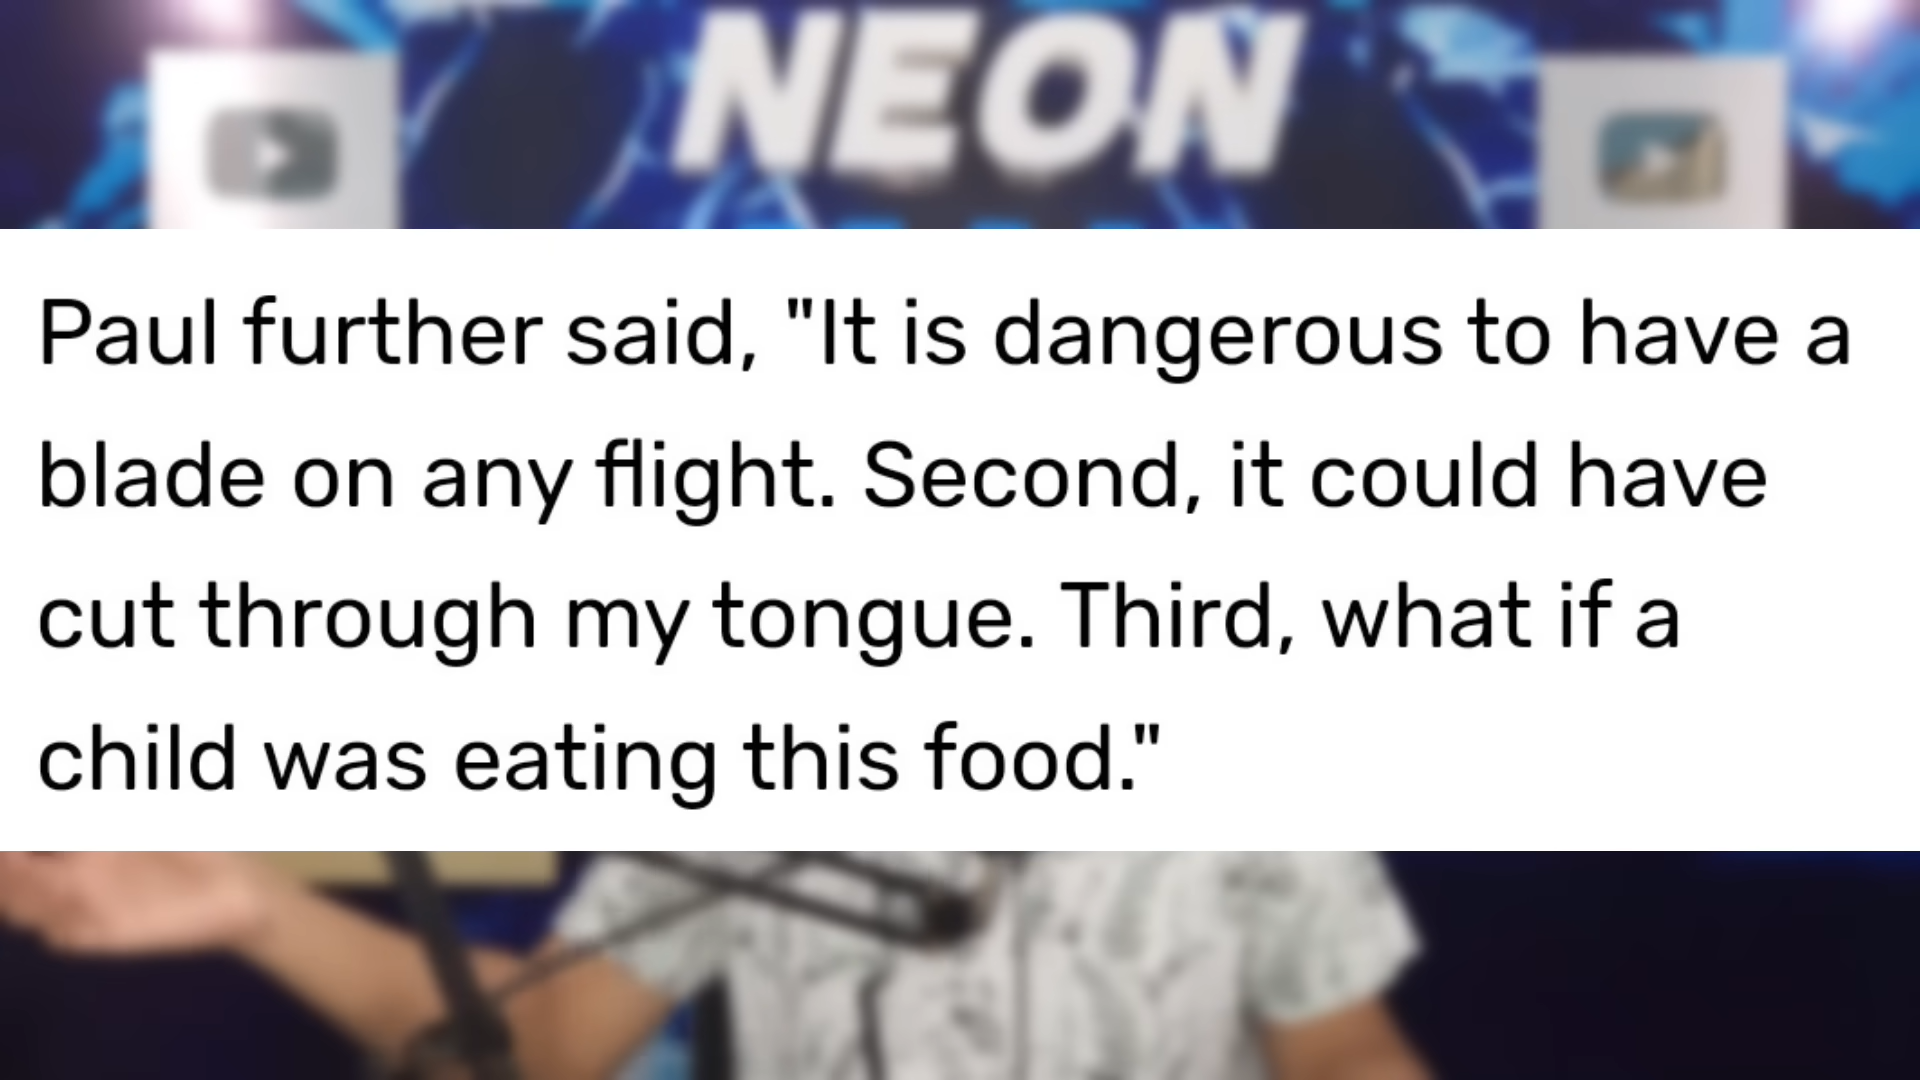 NEON
Paul further said, "It is dangerous to have a
blade on any flight. Second, it could have
cut through my tongue. Third, what if a
child was eating this food."